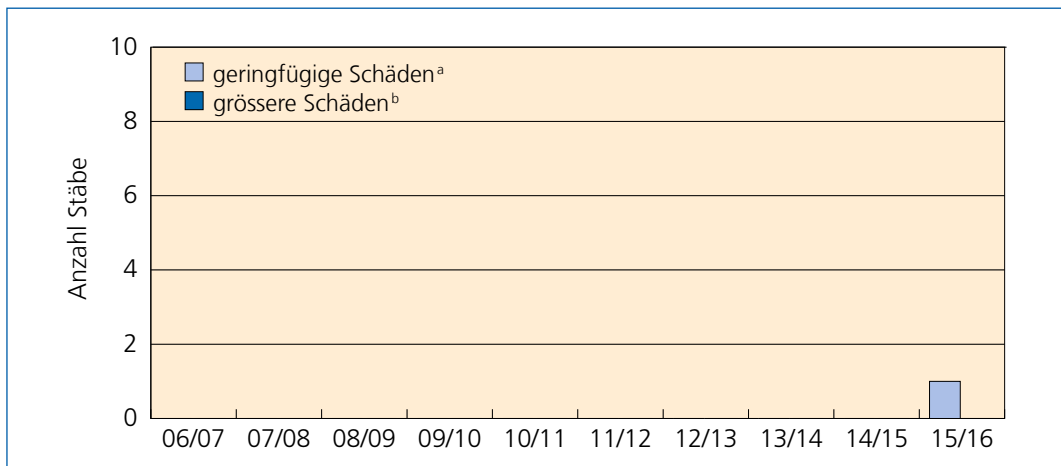 10
geringfügige Schäden a
grössere Schäden b
8
6
Anzahl Stäbe
4
2
0
06/07 07/08 08/09 09/10 10/11 11/12 12/13 13/14 14/15 15/16